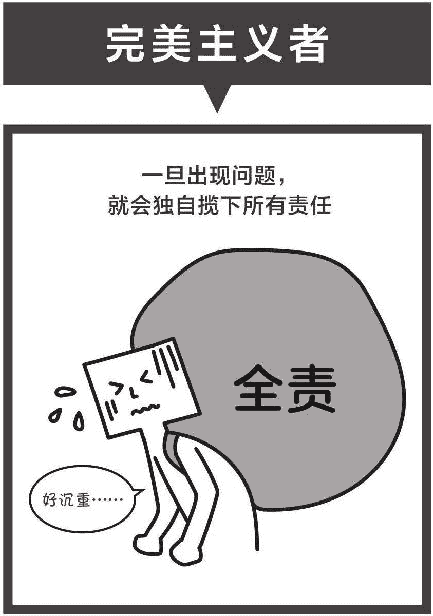 完美主义者
一旦出现问题，
就会独自揽下所有责任
全责
好沉重……